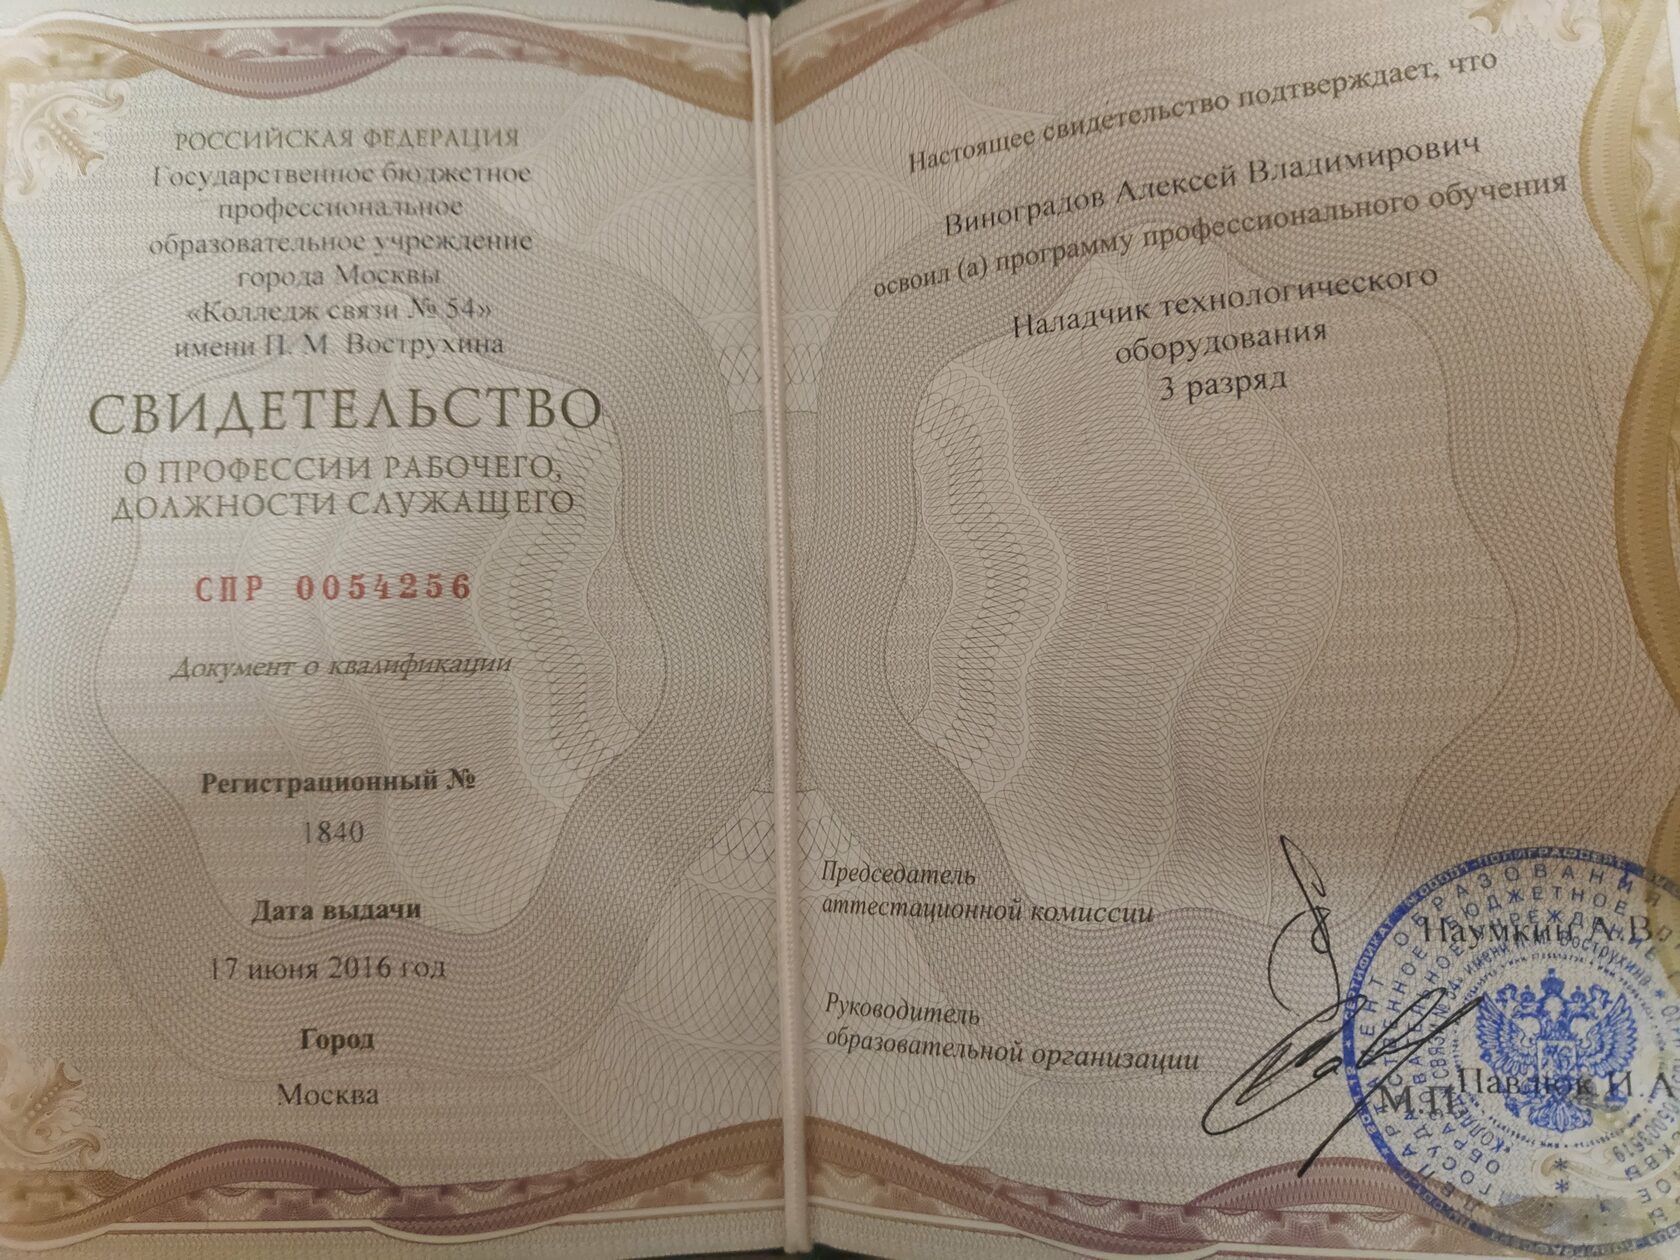 РОССИЙСКАЯ ФЕДЕРАЦИЯ
Государственное бюджетное
профессиональное
образовательное учреждение
города Москвы
«Колледж связи № 54»
имени П. М. Вострухина
СВИДЕТЕЛЬСТВО
О ПРОФЕССИИ РАБОЧЕГО,
ДОЛЖНОСТИ СЛУЖАЩЕГО
СПР 0054256
Документ о квалификации
Регистрационный №
1840
Дата выдачи
17 июня 2016 год
Город
Москва
Настоящее свидетельство подтверждает, что
Виноградов Алексей Владимирович
освоил (а) программу профессионального обучения
Наладчик технологического
оборудования
3 разряд
Председатель
аттестационной комиссии
Наумкин А.В.
Руководитель
образовательной организации
Павлюк И.А
М.П.